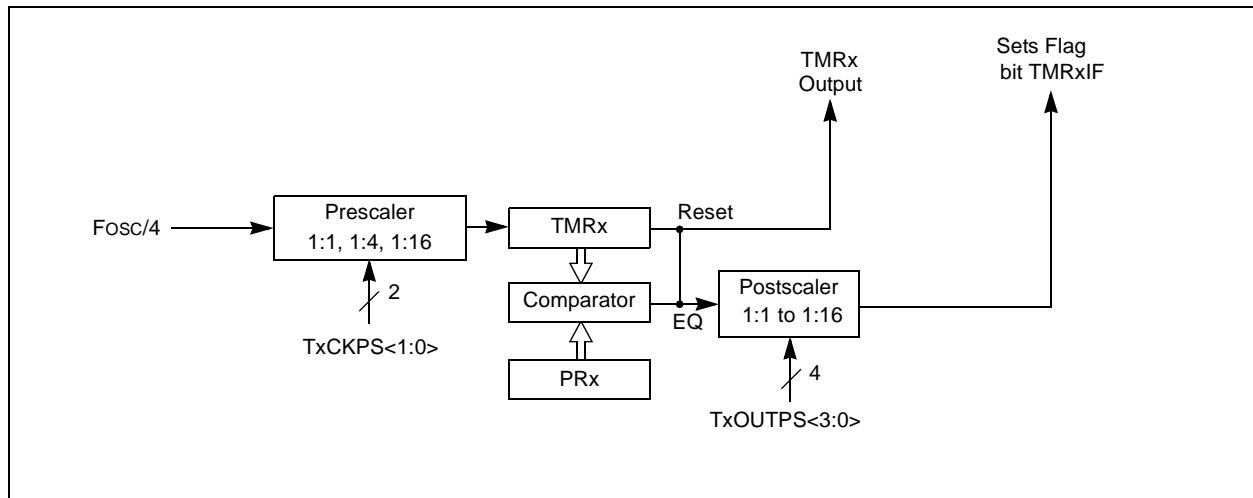 TMRx
Output
Sets Flag
bit TMRxIF
Fosc/4
Prescaler
1:1, 1:4, 1:16
2
TxCKPS<1:0>
TMRx
Comparator
PRx
Reset
EQ
Postscaler
1:1 to 1:16
4
TxOUTPS<3:0>